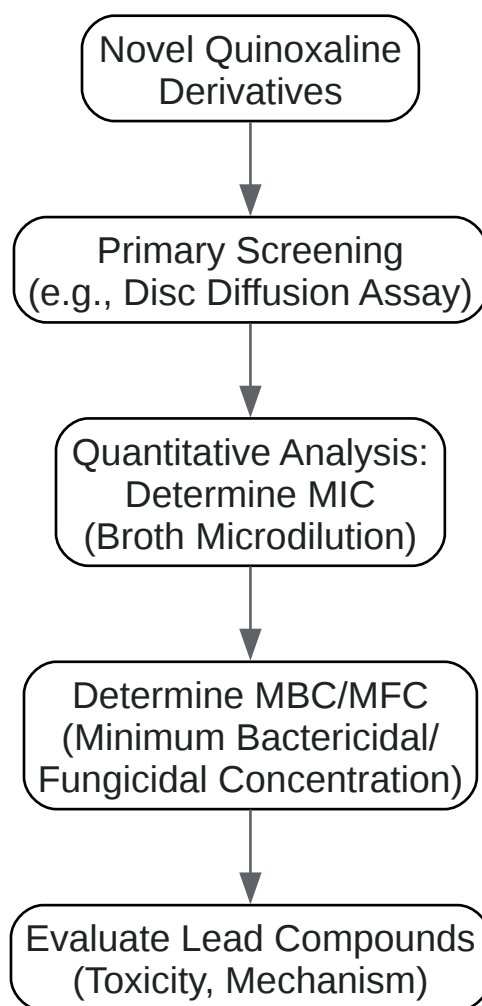 Novel Quinoxaline
Derivatives
Primary Screening
(e.g., Disc Diffusion Assay)
Quantitative Analysis:
Determine MIC
(Broth Microdilution)
Determine MBC/MFC
(Minimum Bactericidal/
Fungicidal Concentration)
Evaluate Lead Compounds
(Toxicity, Mechanism)